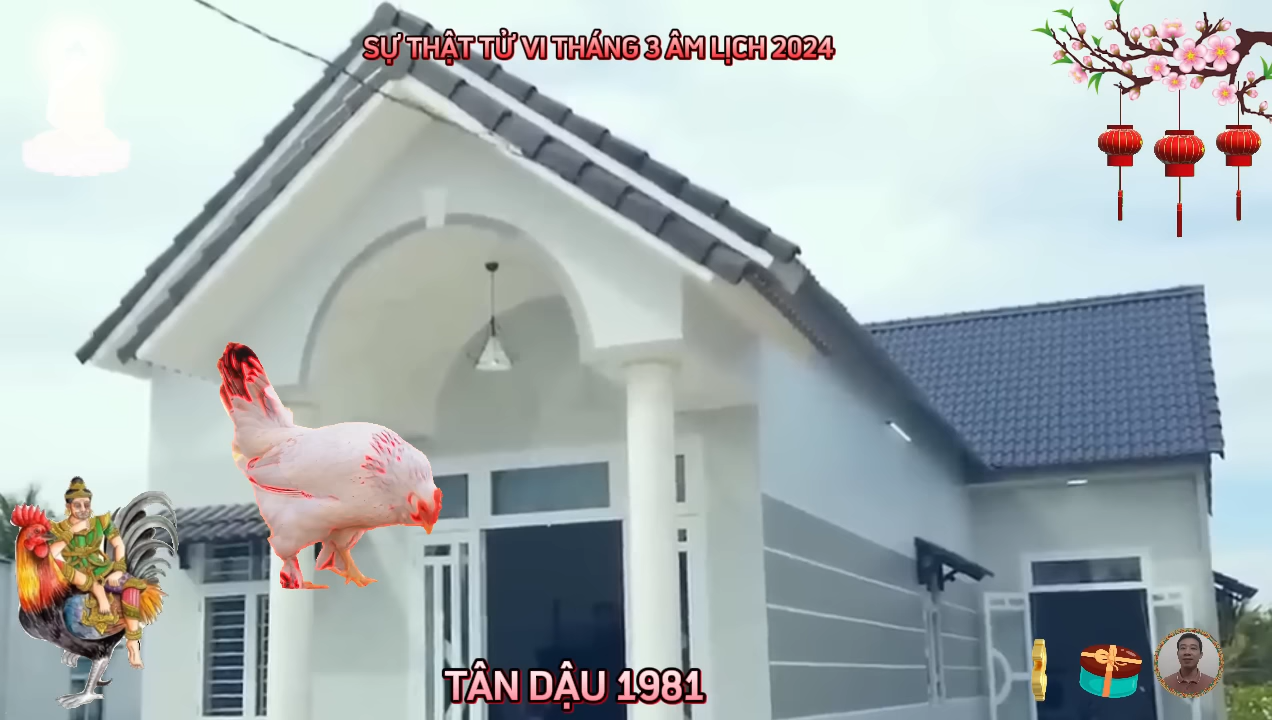 SỰ THẬT TỬ VI THÁNG 3 ÂM LỊCH 2024
TÂN DẬU 1981